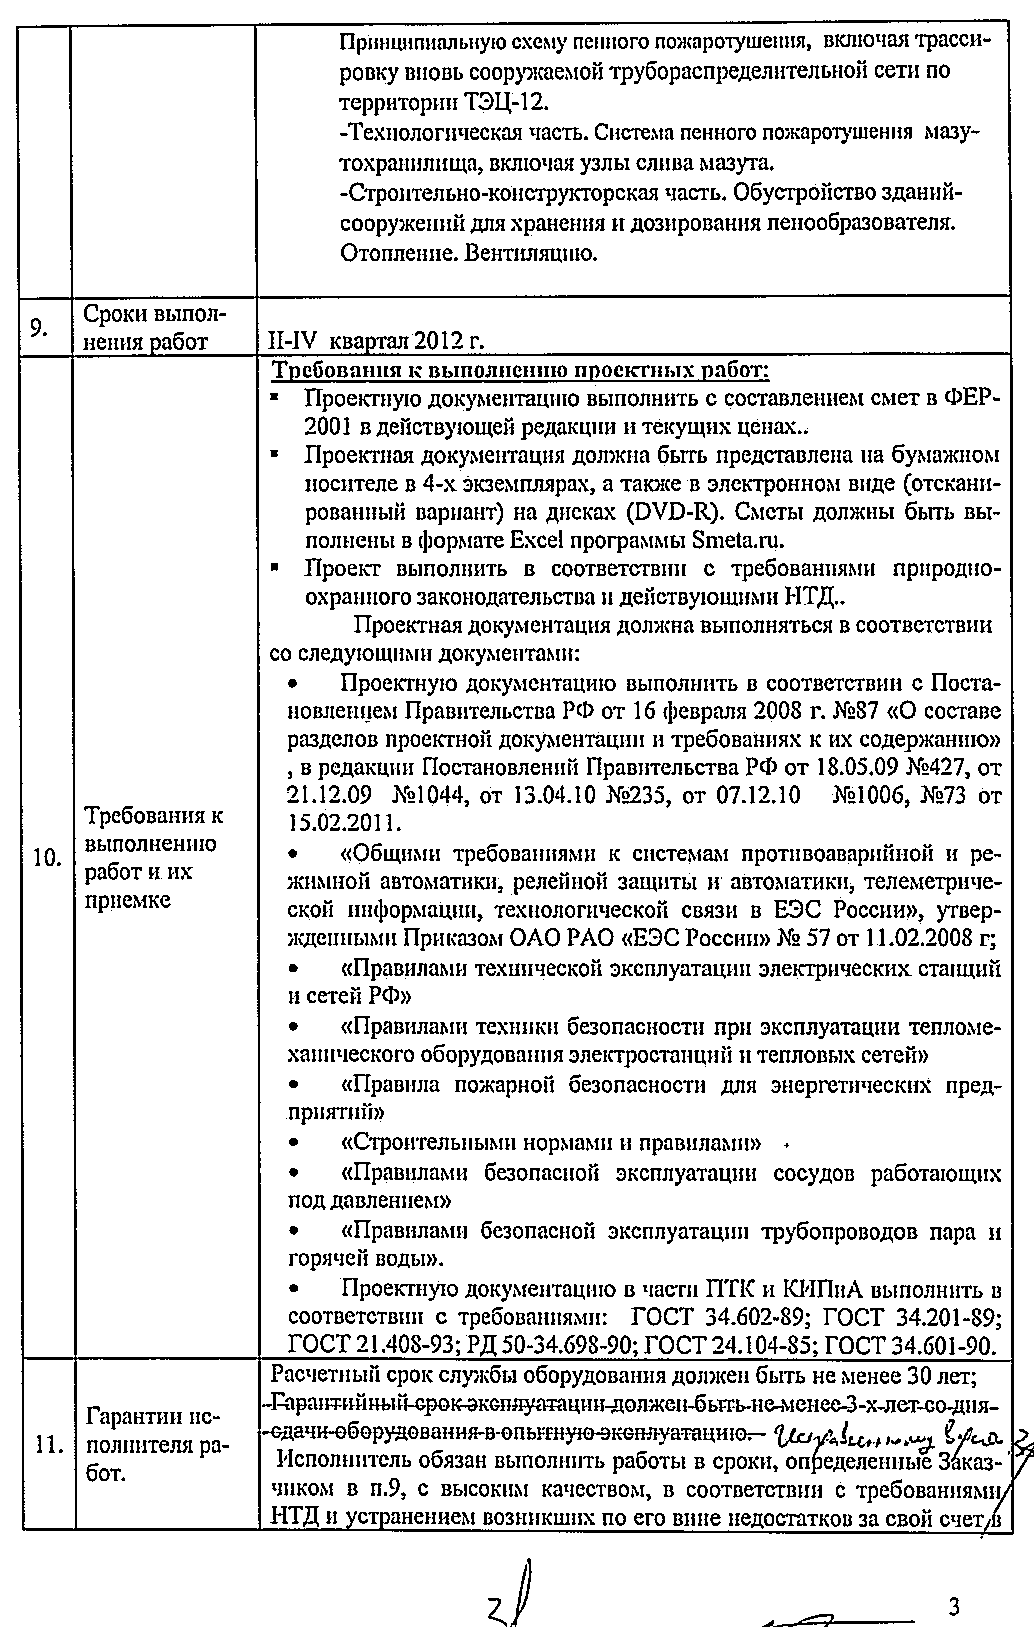 Принципиальную схему пенного пожаротушения, включая трасси-
ровку вновь сооружаемой трубораспределительной сети по
территории ТЭЦ-12.
-Технологическая часть. Система пенного пожаротушения мазу-
тохранилища, включая узлы слива мазута.
-Строительно-конструкторская часть. Обустройство зданий-
сооружений для хранения и дозирования пенообразователя.
Отопление. Вентиляцию.
9.
Сроки выпол-
нения работ
II-IV квартал 2012 г.
10.
Требования к
выполнению
работ и их
приемке
Требования к выполнению проектных работ:
▪ Проектную документацию выполнить с составлением смет в ФЕР-
2001 в действующей редакции и текущих ценах..
▪ Проектная документация должна быть представлена на бумажном
носителе в 4-х экземплярах, а также в электронном виде (отскани-
рованный вариант) на дисках (DVD-R). Сметы должны быть вы-
полнены в формате Excel программы Smeta.ru.
▪ Проект выполнить в соответствии с требованиями природно-
охранного законодательства и действующими НТД..
Проектная документация должна выполняться в соответствии
со следующими документами:
• Проектную документацию выполнить в соответствии с Поста-
новлением Правительства РФ от 16 февраля 2008 г. №87 «О составе
разделов проектной документации и требованиях к их содержанию»
, в редакции Постановлений Правительства РФ от 18.05.09 №427, от
21.12.09 №1044, от 13.04.10 №235, от 07.12.10 №1006, №73 от
15.02.2011.
• «Общими требованиями к системам противоаварийной и ре-
жимной автоматики, релейной защиты и автоматики, телеметриче-
ской информации, технологической связи в ЕЭС России», утвер-
жденными Приказом ОАО РАО «ЕЭС России» № 57 от 11.02.2008 г;
• «Правилами технической эксплуатации электрических станций
и сетей РФ»
• «Правилами техники безопасности при эксплуатации тепломе-
ханического оборудования электростанций и тепловых сетей»
• «Правила пожарной безопасности для энергетических пред-
приятий»
• «Строительными нормами и правилами»
• «Правилами безопасной эксплуатации сосудов работающих
под давлением»
• «Правилами безопасной эксплуатации трубопроводов пара и
горячей воды».
• Проектную документацию в части ПТК и КИПиА выполнить в
соответствии с требованиями: ГОСТ 34.602-89; ГОСТ 34.201-89;
ГОСТ 21.408-93; РД 50-34.698-90; ГОСТ 24.104-85; ГОСТ 34.601-90.
11.
Гарантии ис-
полнителя ра-
бот.
Расчетный срок службы оборудования должен быть не менее 30 лет;
Гарантийный срок эксплуатации должен быть не менее 3-х лет со дня
сдачи оборудования в опытную эксплуатацию.
Исполнитель обязан выполнить работы в сроки, определенные Заказ-
чиком в п.9, с высоким качеством, в соответствии с требованиями
НТД и устранением возникших по его вине недостатков за свой счет, в
3